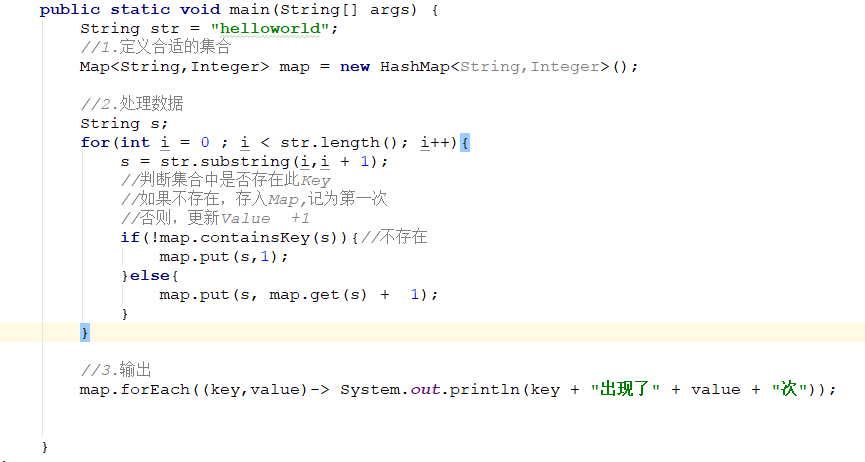 public static void main(String[] args) {
String str = "helloworld";
//1.定义合适的集合
Map<String,Integer> map = new HashMap<String,Integer>();
//2.处理数据
String s;
for(int i = 0 ; i < str.length(); i++){
s = str.substring(i,i + 1);
//判断集合中是否存在此Key
//如果不存在，存入Map,记为第一次
//否则，更新Value  +1
if(!map.containsKey(s)){//不存在
map.put(s,1);
}else{
map.put(s, map.get(s) +  1);
}
}
//3.输出
map.forEach((key,value)-> System.out.println(key + "出现了" + value + "次"));
}